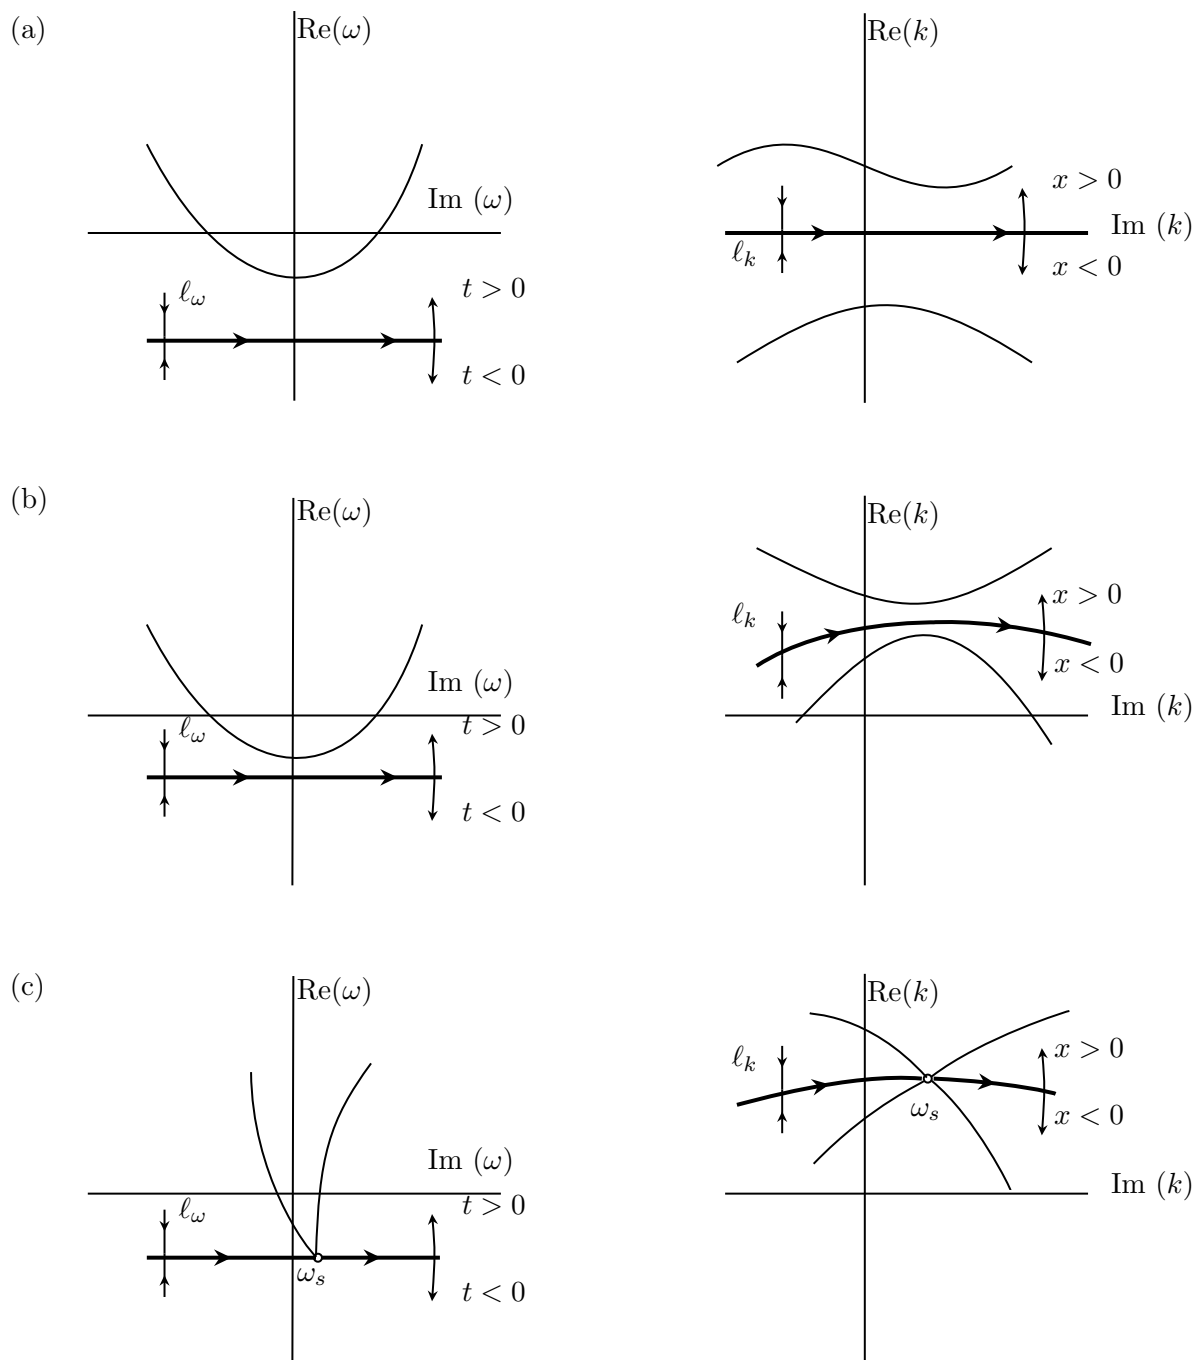 (a)
Re(ω)
Im (ω)
ℓ_ω
t > 0
t < 0
Re(k)
x > 0
Im (k)
ℓ_k
x < 0
(b)
Re(ω)
Im (ω)
t > 0
ℓ_ω
t < 0
Re(k)
ℓ_k
x > 0
x < 0
Im (k)
(c)
Re(ω)
Im (ω)
t > 0
ℓ_ω
ω_s
t < 0
Re(k)
ℓ_k
x > 0
ω_s
x < 0
Im (k)